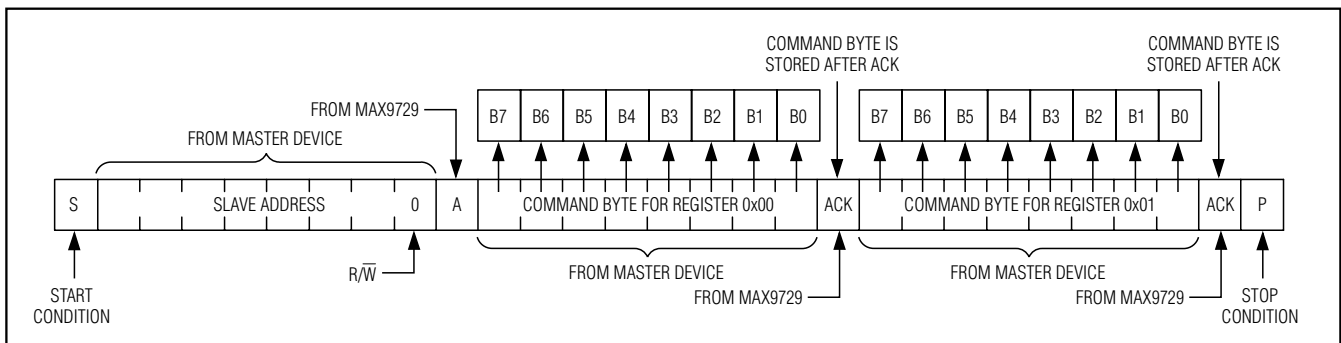 COMMAND BYTE IS
STORED AFTER ACK
COMMAND BYTE IS
STORED AFTER ACK
FROM MAX9729
B7 B6 B5 B4 B3 B2 B1 B0
B7 B6 B5 B4 B3 B2 B1 B0
FROM MASTER DEVICE
S SLAVE ADDRESS 0 A COMMAND BYTE FOR REGISTER 0x00 ACK COMMAND BYTE FOR REGISTER 0x01 ACK P
R/W̅
FROM MASTER DEVICE
FROM MAX9729
FROM MASTER DEVICE
FROM MAX9729
START
CONDITION
STOP
CONDITION